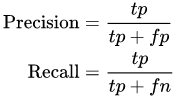 Precision = tp / (tp + fp)
Recall = tp / (tp + fn)